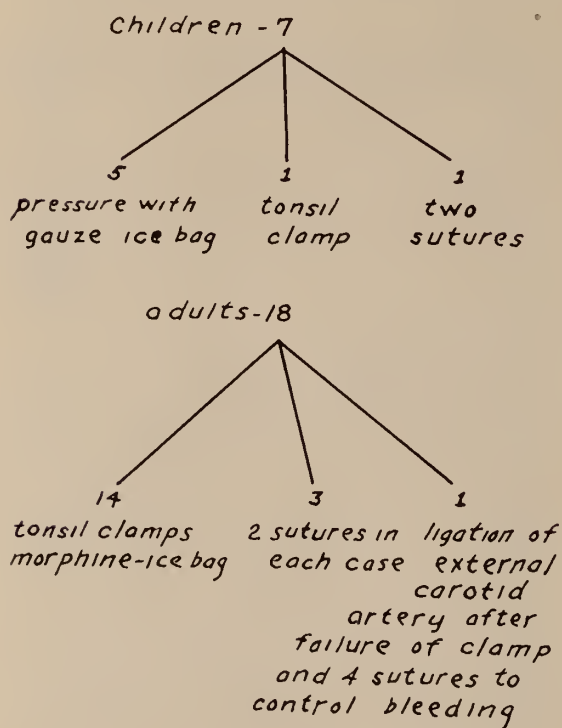 Children - 7
5 1 1
pressure with tonsil two
gauze ice bag clamp sutures
adults-18
14 3 1
tonsil clamps 2 sutures in ligation of
morphine-ice bag each case external
carotid
artery after
failure of clamp
and 4 sutures to
control bleeding